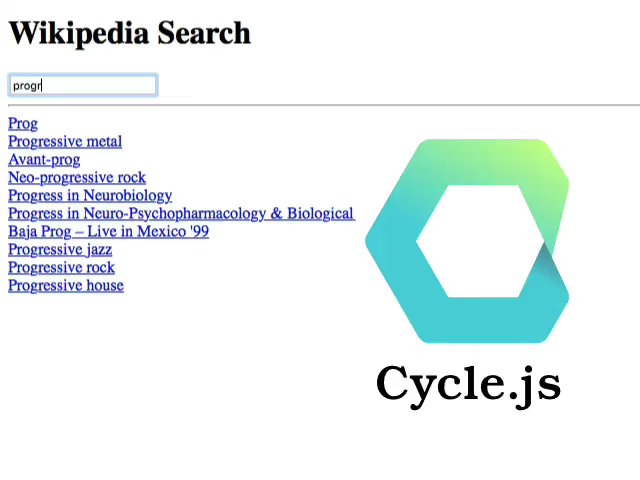 Wikipedia Search
progr
Prog
Progressive metal
Avant-prog
Neo-progressive rock
Progress in Neurobiology
Progress in Neuro-Psychopharmacology & Biological
Baja Prog – Live in Mexico '99
Progressive jazz
Progressive rock
Progressive house
Cycle.js